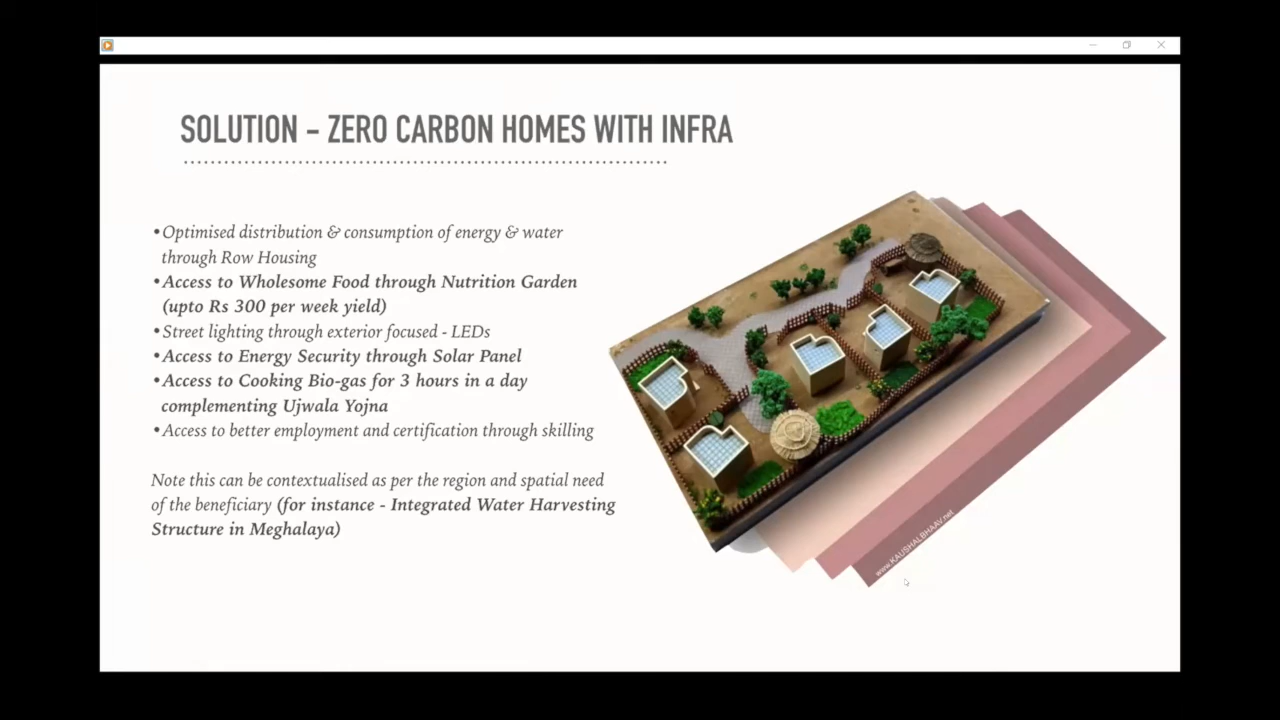 SOLUTION - ZERO CARBON HOMES WITH INFRA
•Optimised distribution & consumption of energy & water
through Row Housing
•Access to Wholesome Food through Nutrition Garden
(upto Rs 300 per week yield)
•Street lighting through exterior focused - LEDs
•Access to Energy Security through Solar Panel
•Access to Cooking Bio-gas for 3 hours in a day
complementing Ujwala Yojna
•Access to better employment and certification through skilling
Note this can be contextualised as per the region and spatial need
of the beneficiary (for instance - Integrated Water Harvesting
Structure in Meghalaya)
www.KAUSHALBHAAV.net